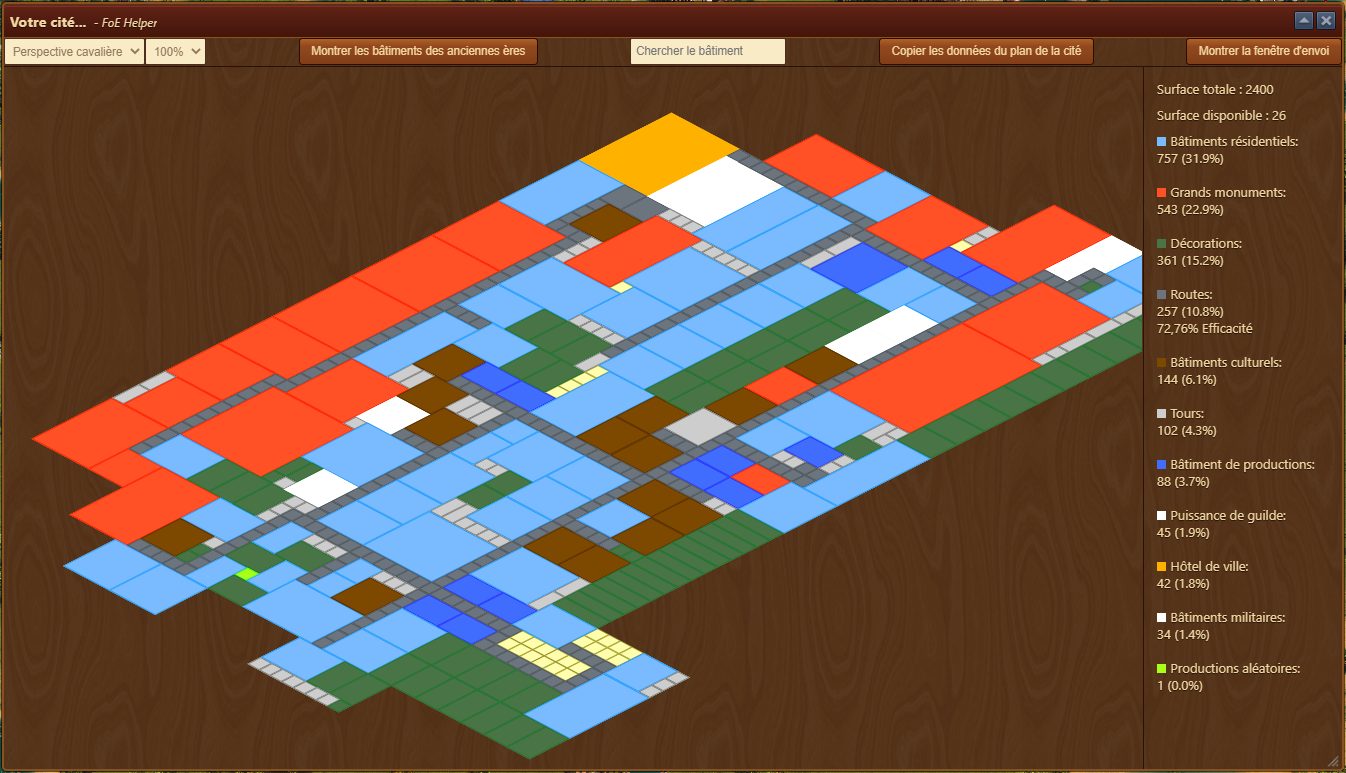 Votre cité... - FoE Helper
Perspective cavalière 100% Montrer les bâtiments des anciennes ères Chercher le bâtiment Copier les données du plan de la cité Montrer la fenêtre d'envoi
Surface totale : 2400
Surface disponible : 26
Bâtiments résidentiels:
757 (31.9%)
Grands monuments:
543 (22.9%)
Décorations:
361 (15.2%)
Routes:
257 (10.8%)
72,76% Efficacité
Bâtiments culturels:
144 (6.1%)
Tours:
102 (4.3%)
Bâtiment de productions:
88 (3.7%)
Puissance de guilde:
45 (1.9%)
Hôtel de ville:
42 (1.8%)
Bâtiments militaires:
34 (1.4%)
Productions aléatoires:
1 (0.0%)